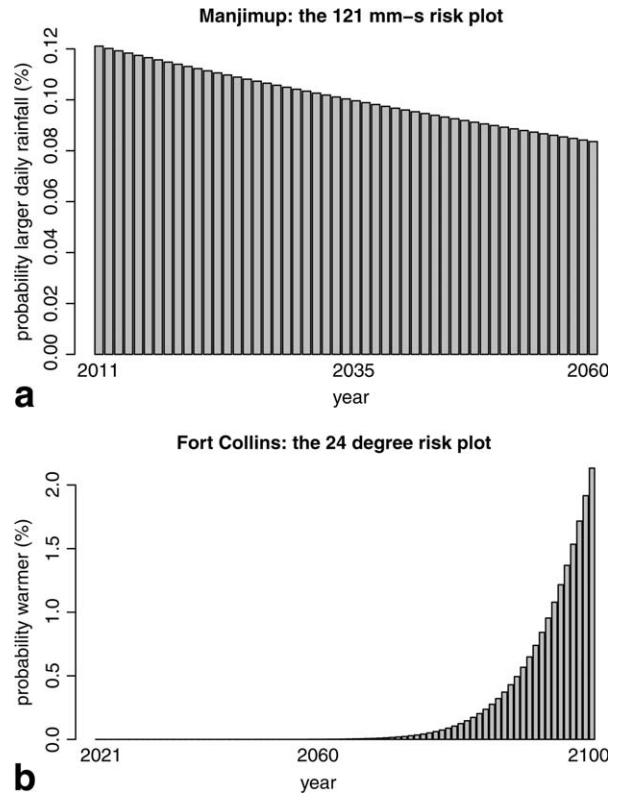 Manjimup: the 121 mm–s risk plot
probability larger daily rainfall (%)
0.12
0.10
0.08
0.06
0.04
0.02
0.00
2011 2035 2060
year
a
Fort Collins: the 24 degree risk plot
probability warmer (%)
2.0
1.5
1.0
0.5
0.0
2021 2060 2100
year
b